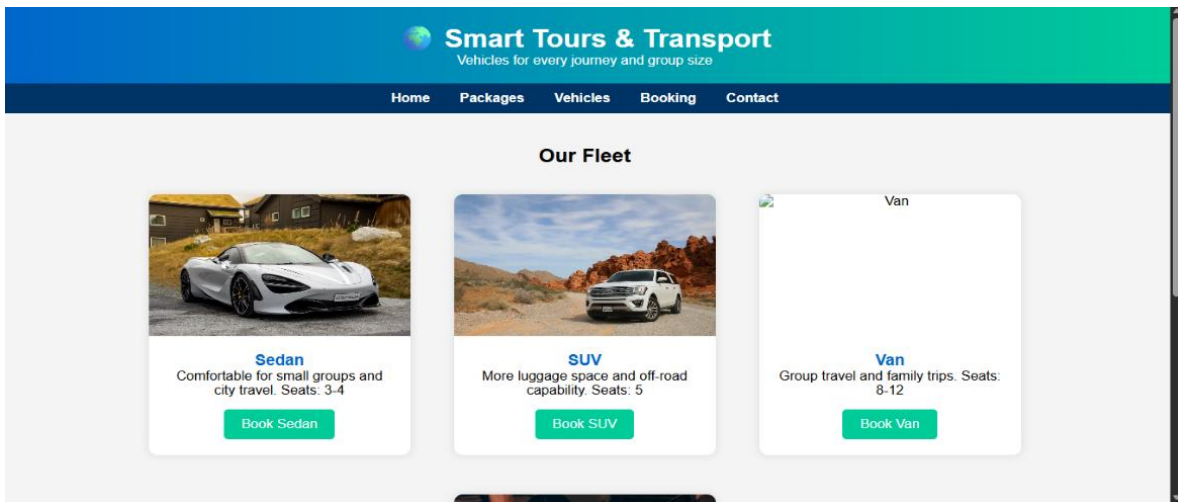 Smart Tours & Transport
Vehicles for every journey and group size
Home Packages Vehicles Booking Contact
Our Fleet
Van
Sedan
Comfortable for small groups and
city travel. Seats: 3-4
Book Sedan
SUV
More luggage space and off-road
capability. Seats: 5
Book SUV
Van
Group travel and family trips. Seats:
8-12
Book Van